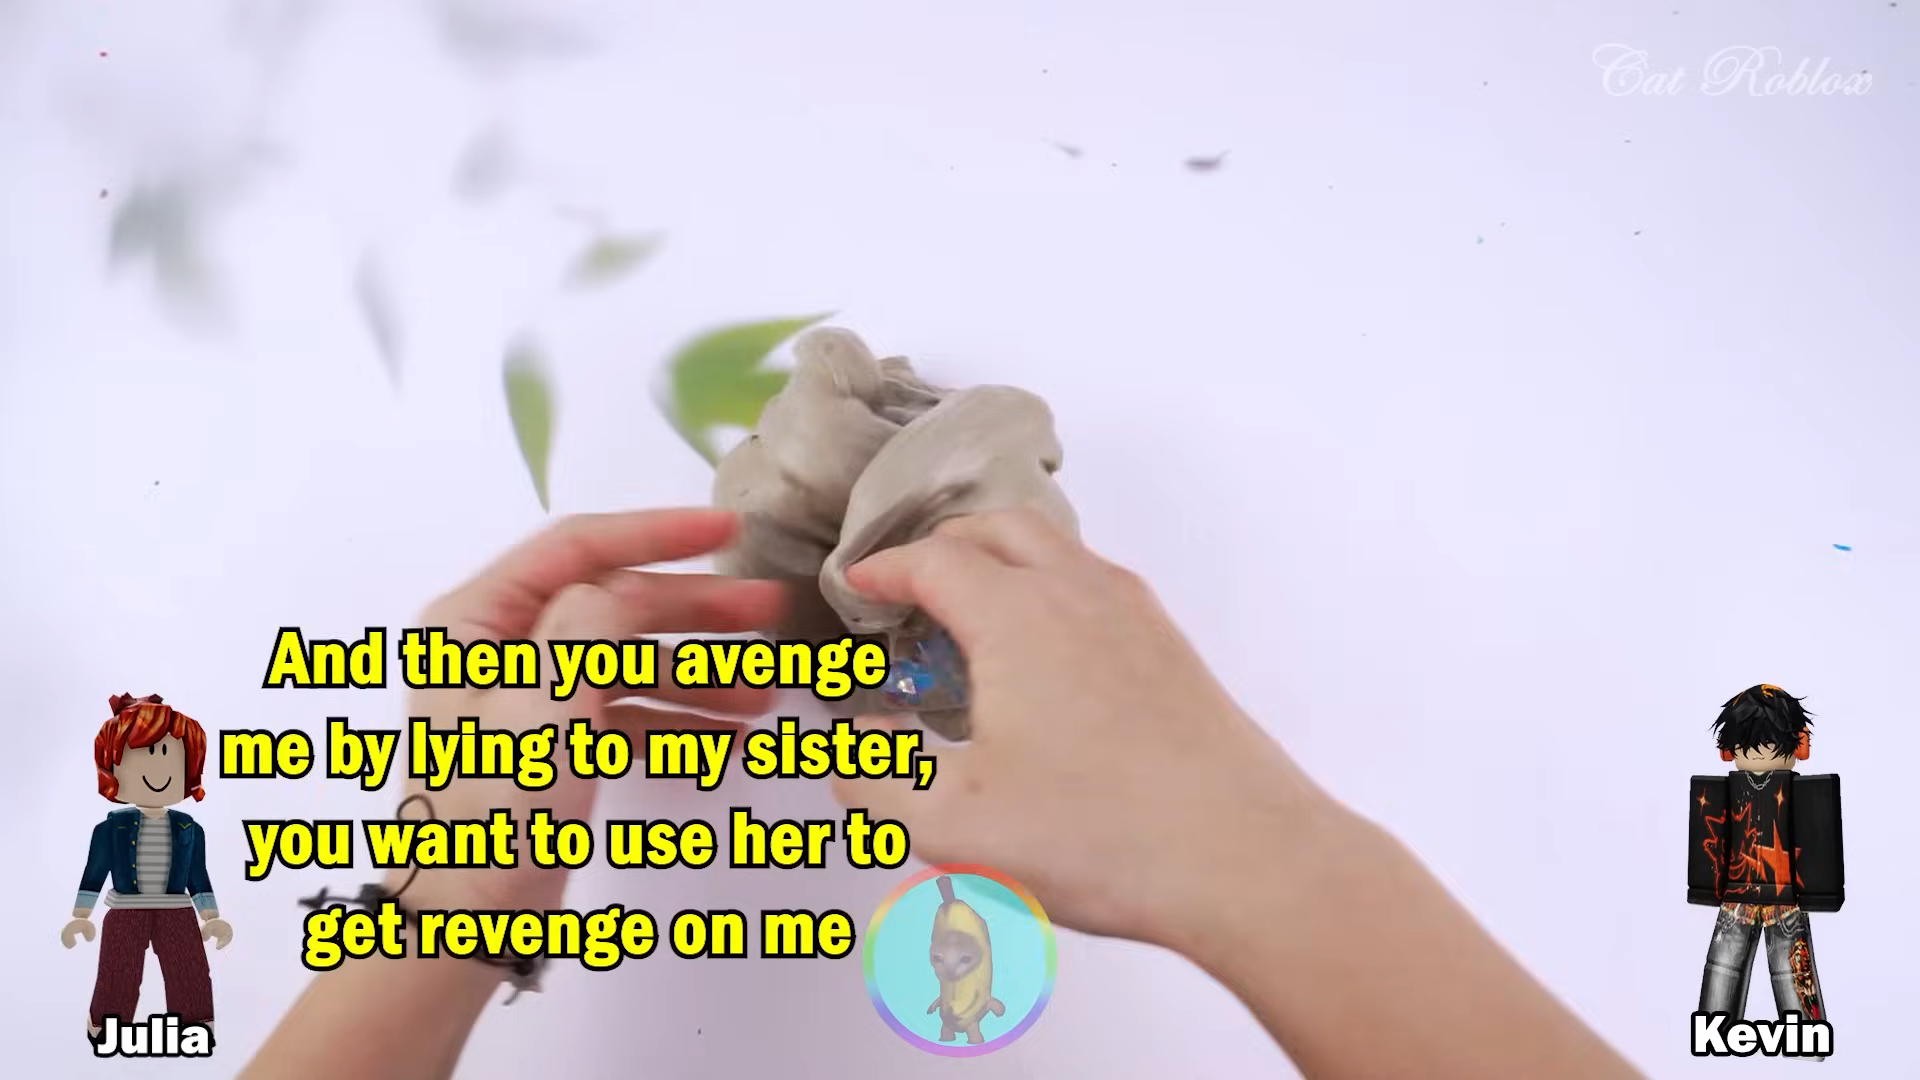 Cat Roblox
And then you avenge
me by lying to my sister,
you want to use her to
get revenge on me
Julia
Kevin